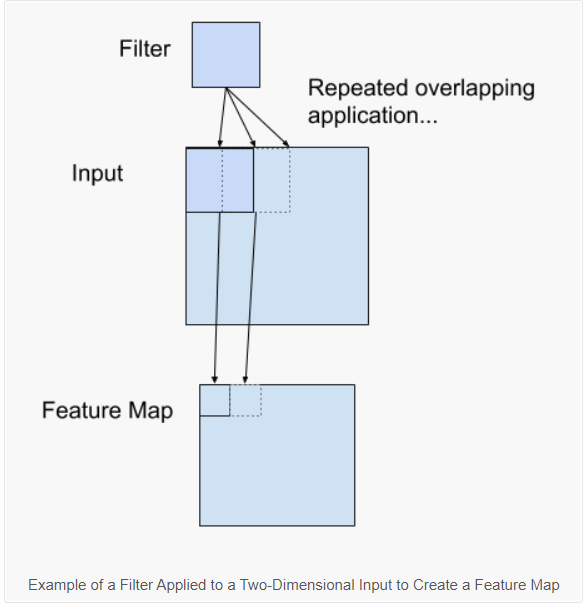 Filter
Repeated overlapping
application...
Input
Feature Map
Example of a Filter Applied to a Two-Dimensional Input to Create a Feature Map